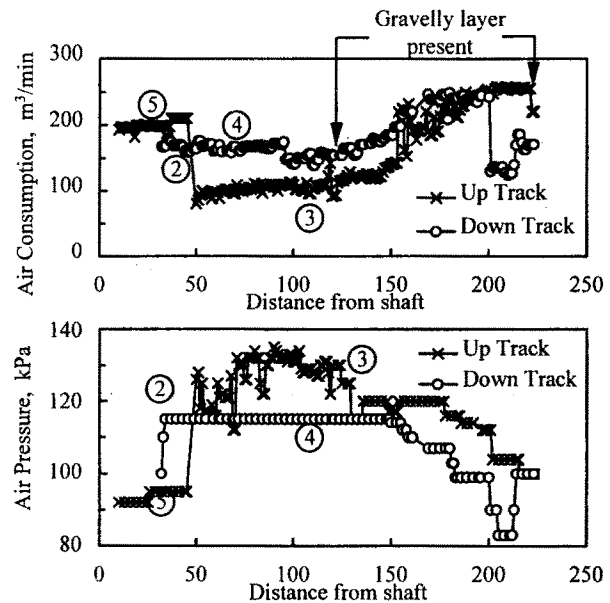 Gravelly layer
present
Air Consumption, m³/min
300
200
100
0
⑤
④
②
③
Up Track
Down Track
0 50 100 150 200 250
Distance from shaft
Air Pressure, kPa
140
120
100
80
②
③
④
⑤
Up Track
Down Track
0 50 100 150 200 250
Distance from shaft